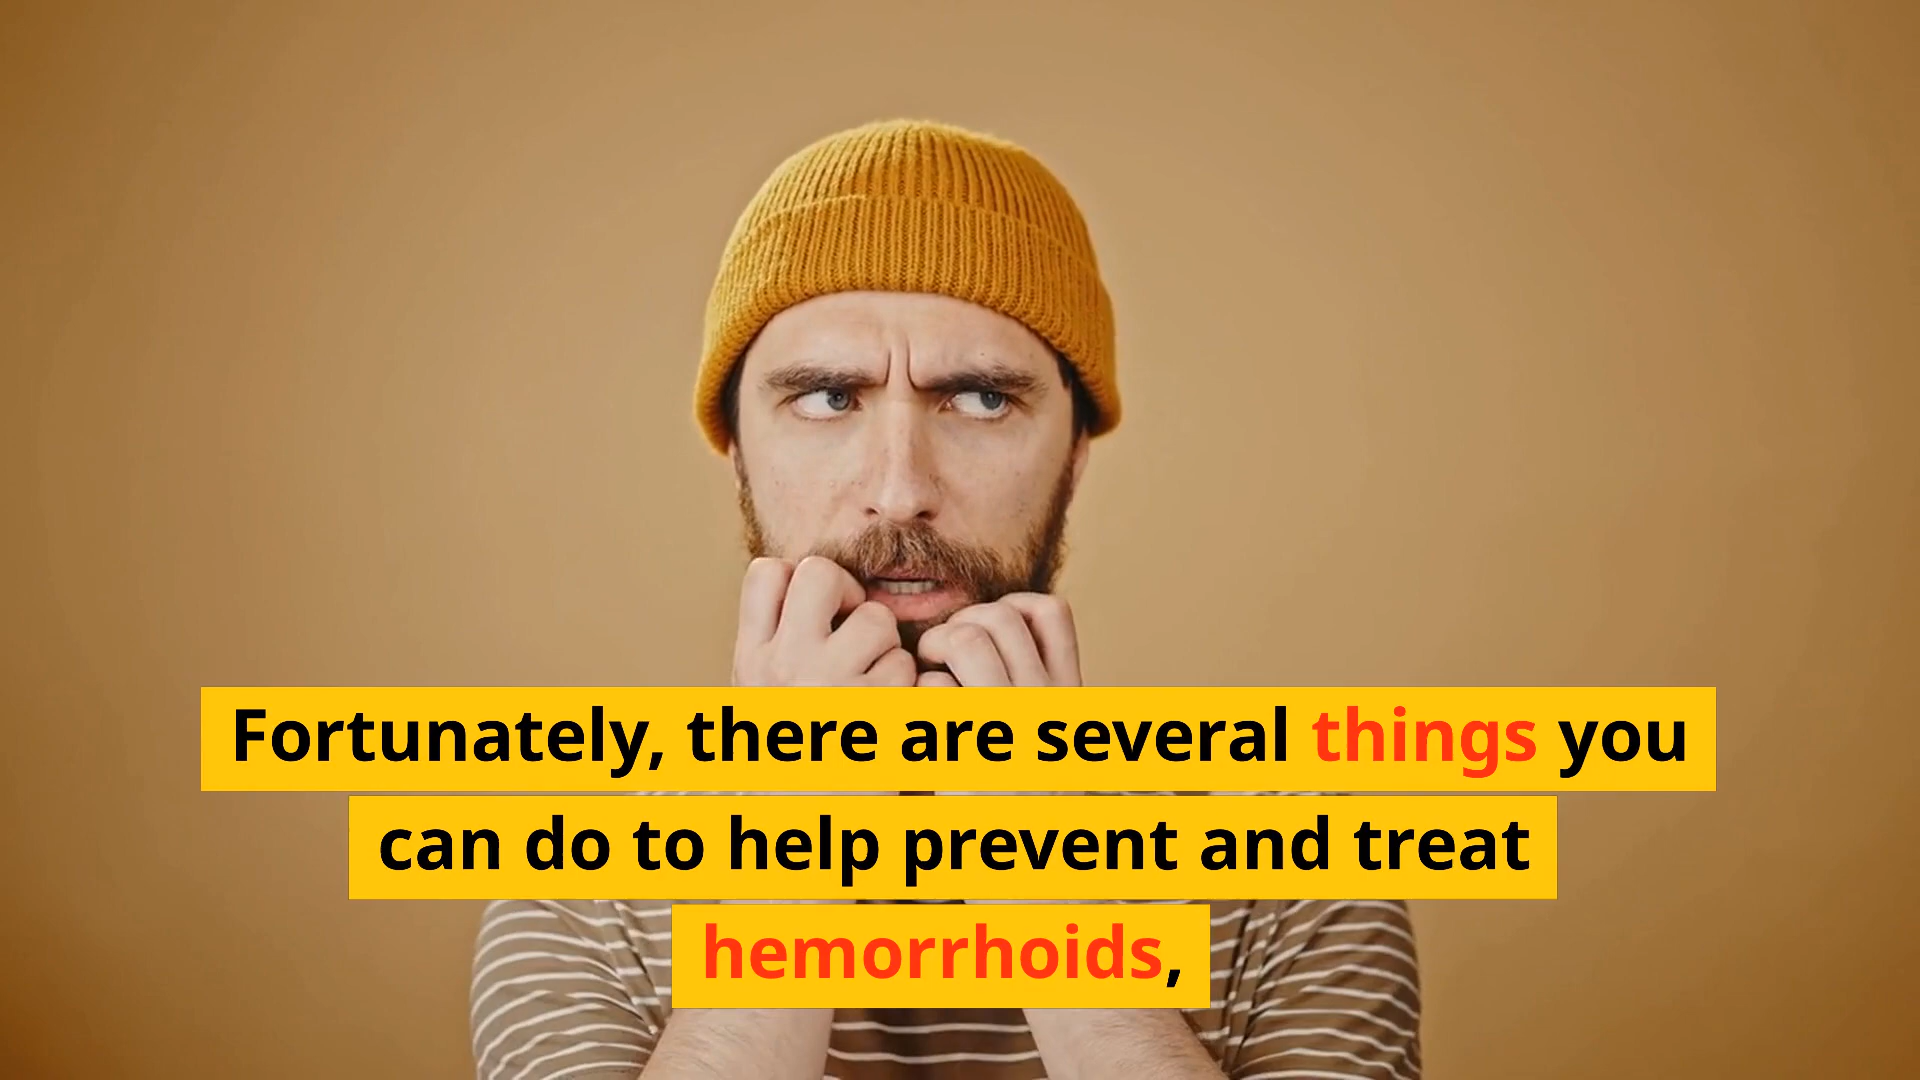 Fortunately, there are several things you
can do to help prevent and treat
hemorrhoids,